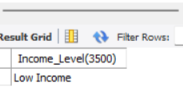 Result Grid Filter Rows:
Income_Level(3500)
Low Income